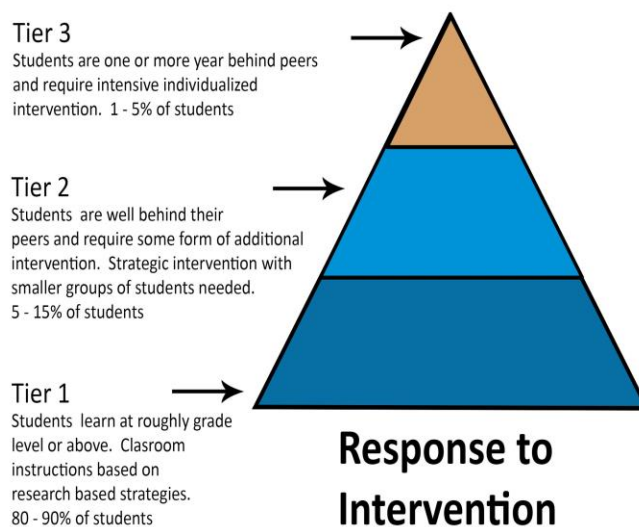 Tier 3
Students are one or more year behind peers
and require intensive individualized
intervention. 1 - 5% of students
Tier 2
Students are well behind their
peers and require some form of additional
intervention. Strategic intervention with
smaller groups of students needed.
5 - 15% of students
Tier 1
Students learn at roughly grade
level or above. Clasroom
instructions based on
research based strategies.
80 - 90% of students
Response to
Intervention